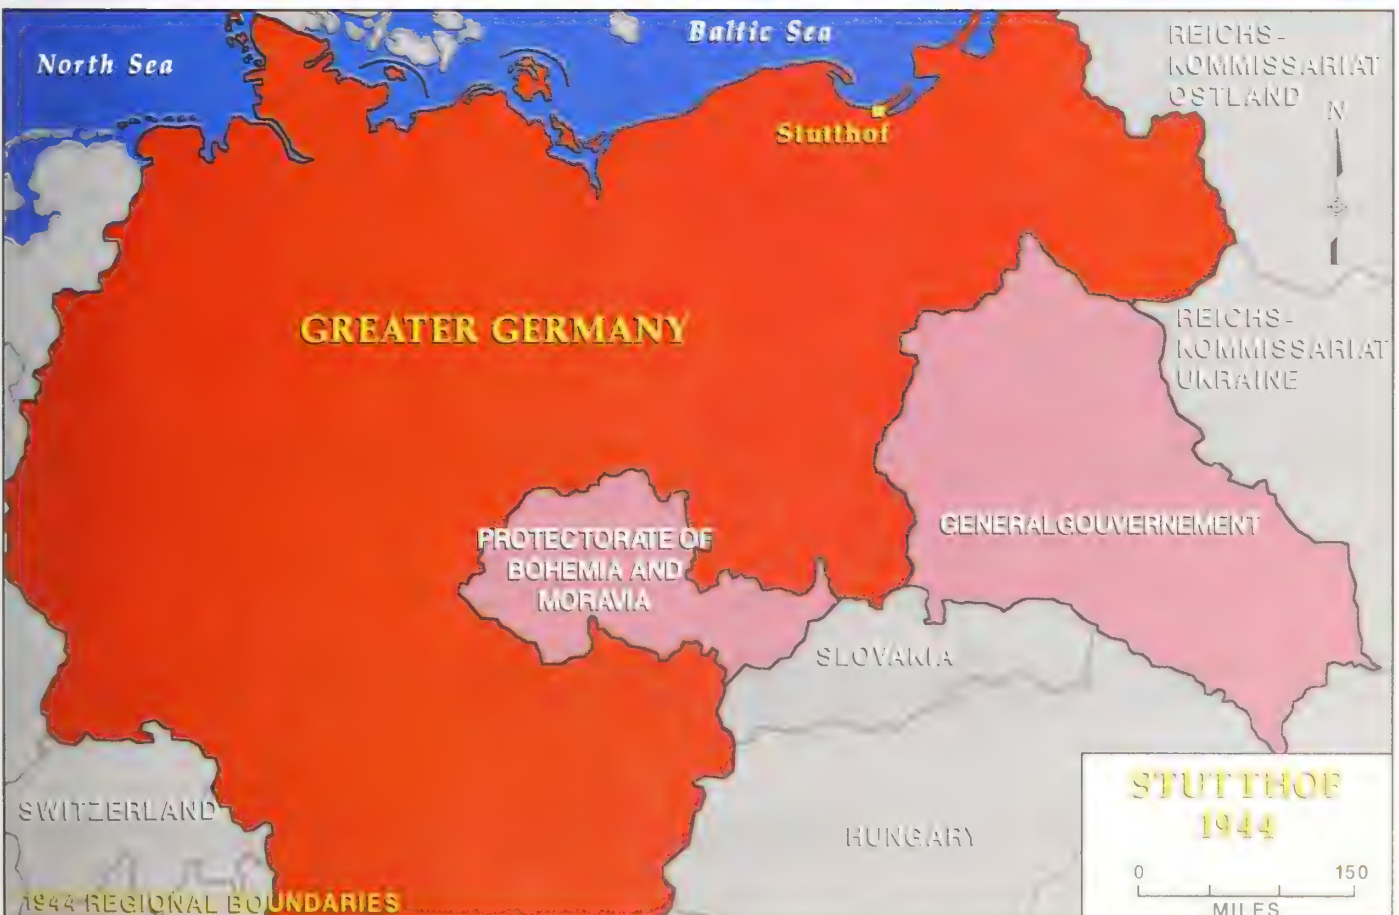 North Sea
Baltic Sea
REICHS-
KOMMISSARIAT
OSTLAND
N
Stutthof
GREATER GERMANY
REICHS-
KOMMISSARIAT
UKRAINE
GENERALGOUVERNEMENT
PROTECTORATE OF
BOHEMIA AND
MORAVIA
SLOVAKIA
SWITZERLAND
HUNGARY
STUTTHOF
1944
0 150
MILES
1944 REGIONAL BOUNDARIES